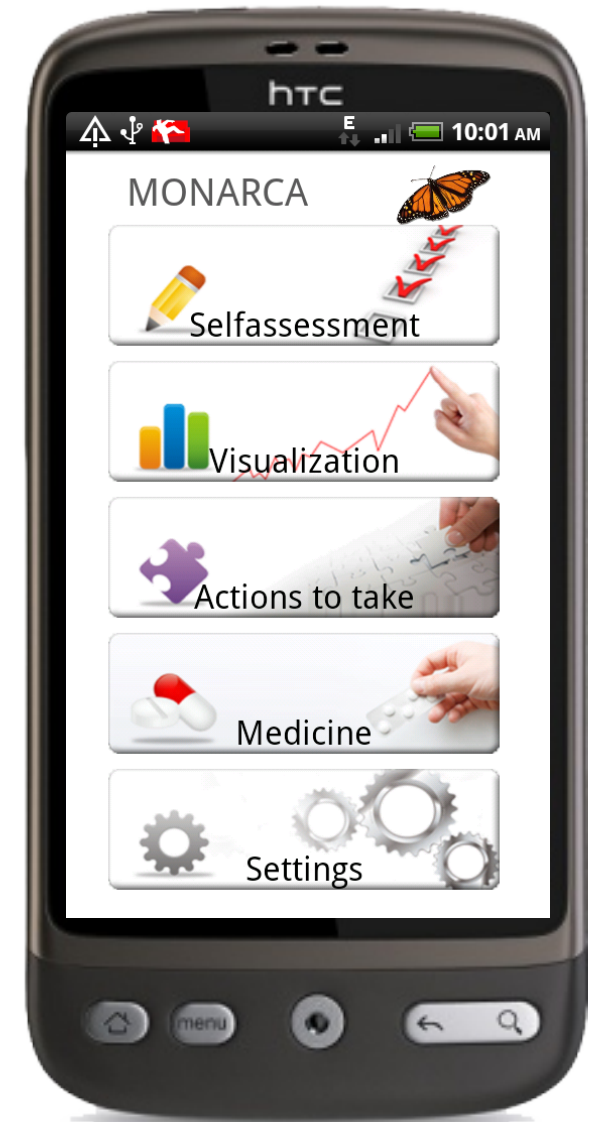 hTC
E
10:01 AM
MONARCA
Selfassessment
Visualization
Actions to take
Medicine
Settings
menu